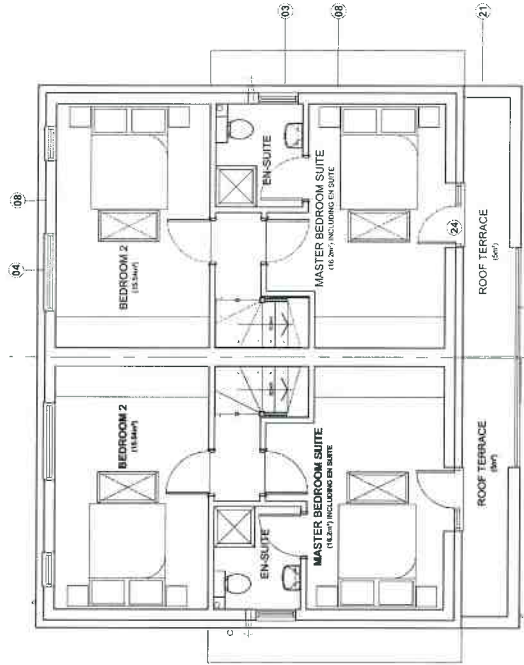 03
08
21
04
08
24
BEDROOM 2
(15.54m²)
EN-SUITE
MASTER BEDROOM SUITE
(16.2m²) INCLUDING EN SUITE
ROOF TERRACE
(5m²)
BEDROOM 2
(15.54m²)
EN-SUITE
MASTER BEDROOM SUITE
(16.2m²) INCLUDING EN SUITE
ROOF TERRACE
(5m²)